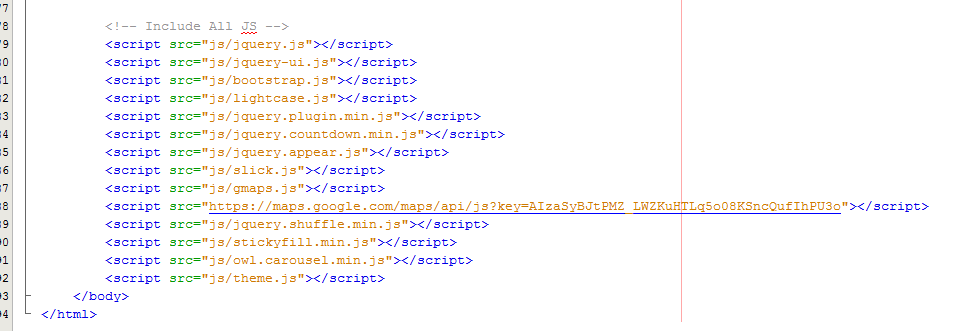 77
78 <!-- Include All JS -->
79 <script src="js/jquery.js"></script>
80 <script src="js/jquery-ui.js"></script>
81 <script src="js/bootstrap.js"></script>
82 <script src="js/lightcase.js"></script>
83 <script src="js/jquery.plugin.min.js"></script>
84 <script src="js/jquery.countdown.min.js"></script>
85 <script src="js/jquery.appear.js"></script>
86 <script src="js/slick.js"></script>
87 <script src="js/gmaps.js"></script>
88 <script src="https://maps.google.com/maps/api/js?key=AIzaSyBJtPMZ_LWZKuHTLq5o08KSncQufIhPU3o"></script>
89 <script src="js/jquery.shuffle.min.js"></script>
90 <script src="js/stickyfill.min.js"></script>
91 <script src="js/owl.carousel.min.js"></script>
92 <script src="js/theme.js"></script>
93 </body>
94 </html>